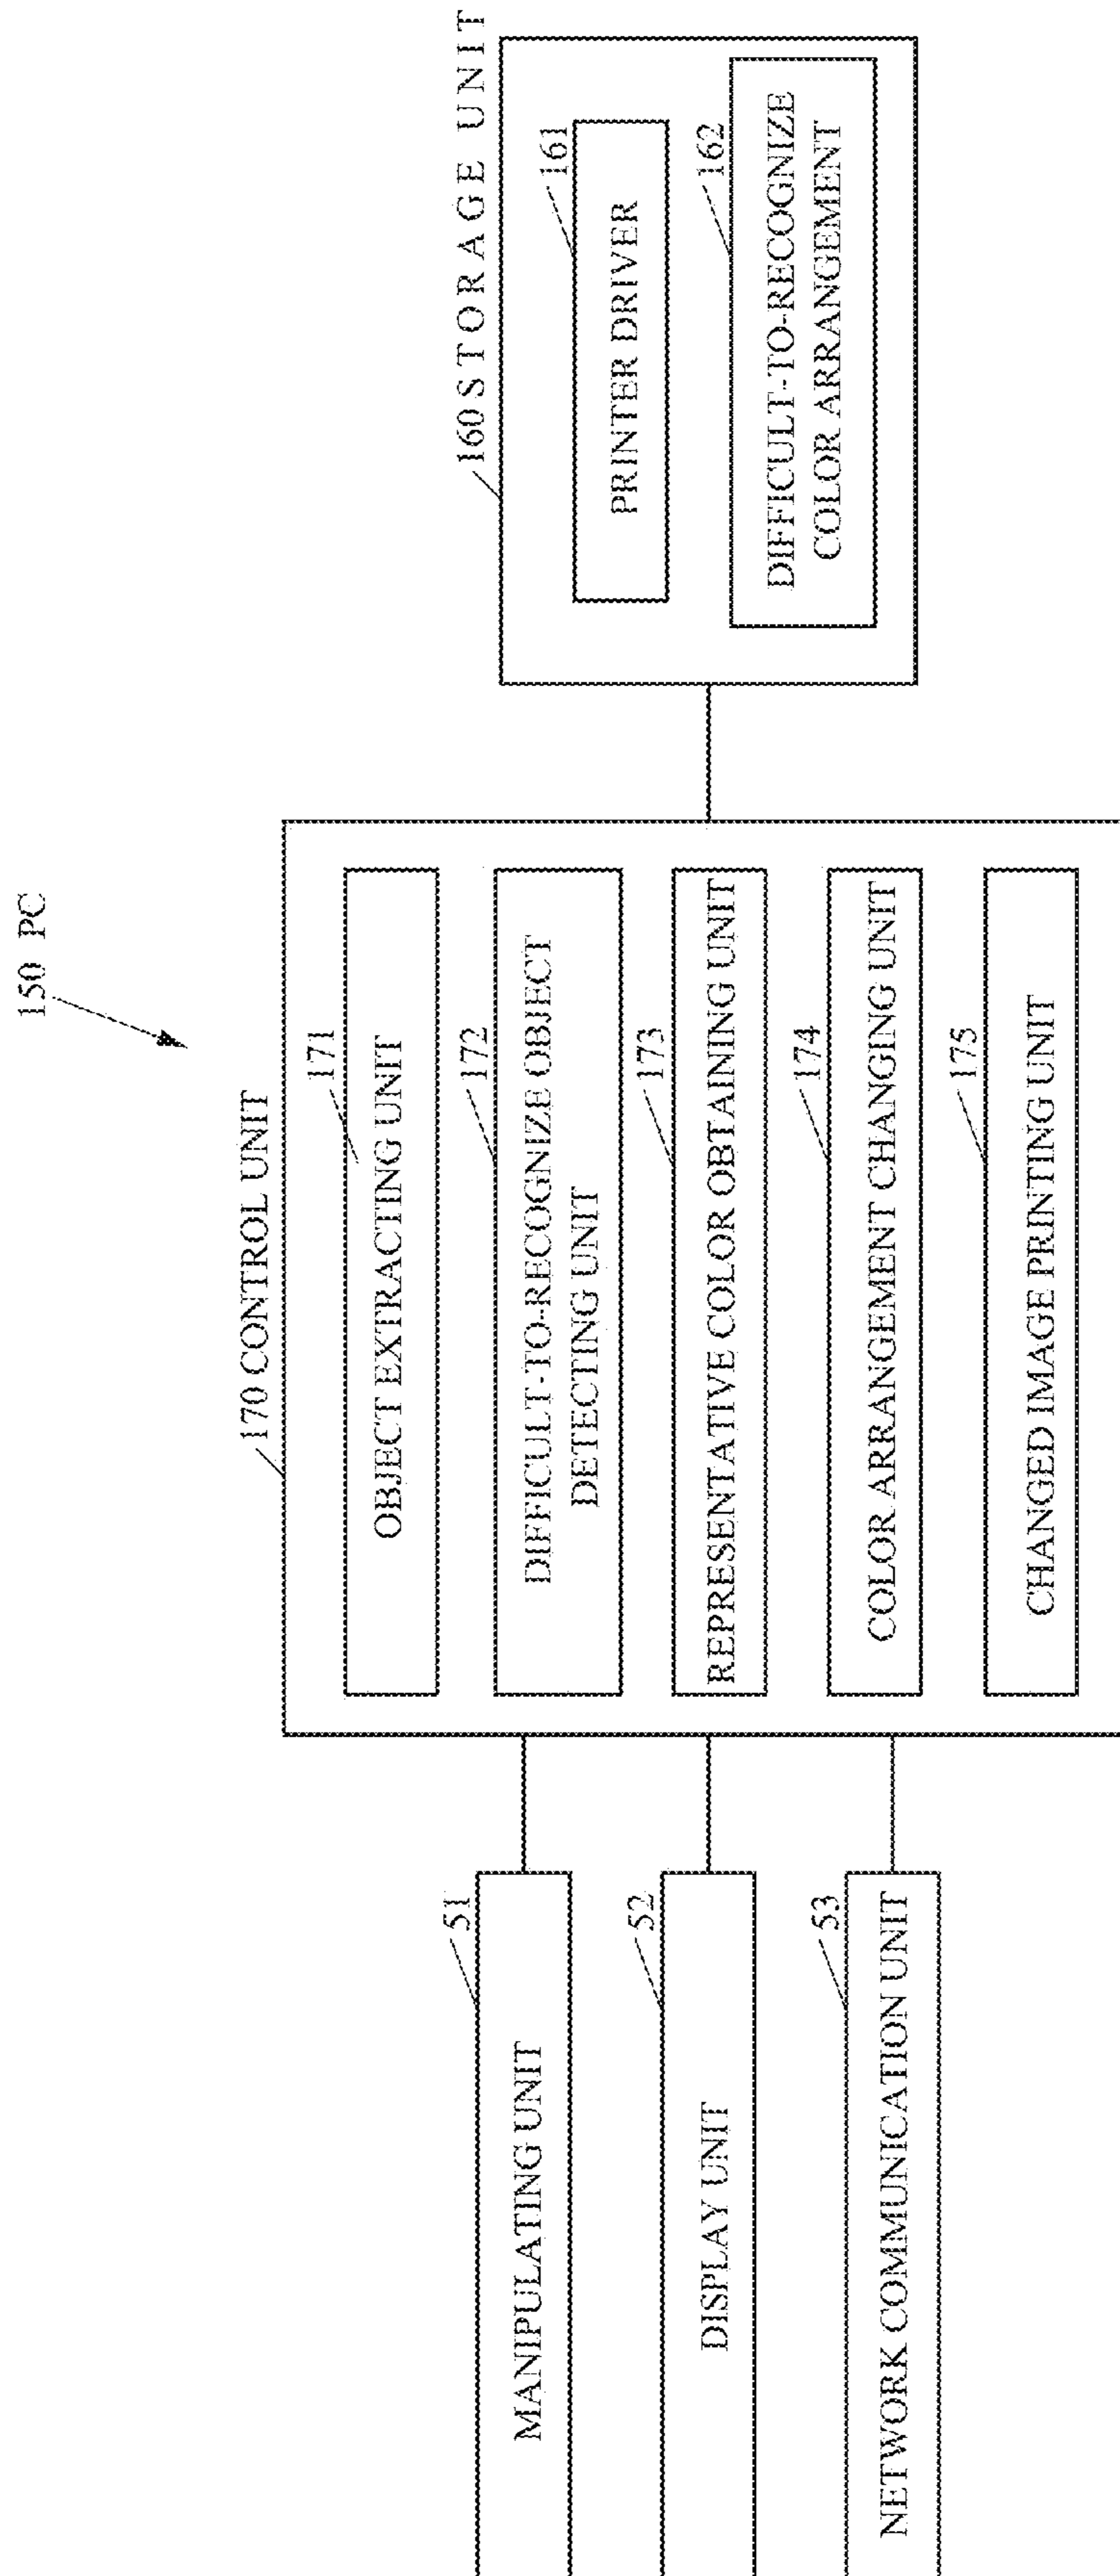 150 PC
51
MANIPULATING UNIT
52
DISPLAY UNIT
53
NETWORK COMMUNICATION UNIT
170 CONTROL UNIT
171
OBJECT EXTRACTING UNIT
172
DIFFICULT-TO-RECOGNIZE OBJECT
DETECTING UNIT
173
REPRESENTATIVE COLOR OBTAINING UNIT
174
COLOR ARRANGEMENT CHANGING UNIT
175
CHANGED IMAGE PRINTING UNIT
160 STORAGE UNIT
161
PRINTER DRIVER
162
DIFFICULT-TO-RECOGNIZE
COLOR ARRANGEMENT